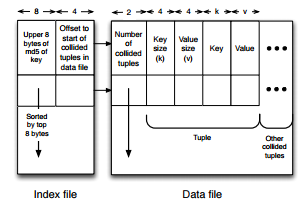 8 4 2 4 4 k v
Upper 8
bytes of
md5 of
key
Offset to
start of
collided
tuples in
data file
Number
of
collided
tuples
Key
size
(k)
Value
size
(v)
Key
Value
Sorted
by top
8 bytes
Tuple
Other
collided
tuples
Index file
Data file